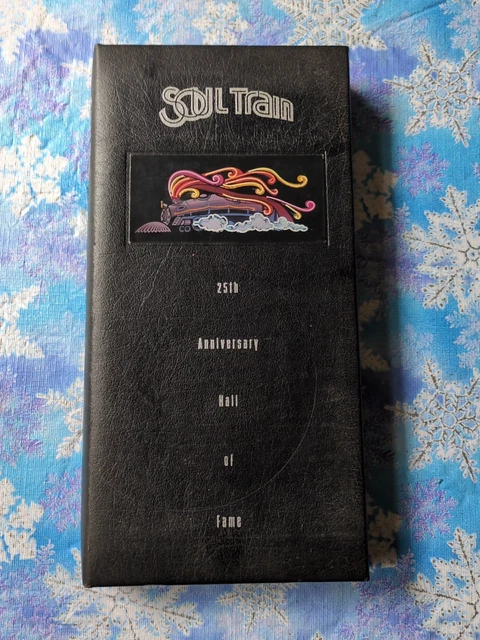 SOUL Train
25th
Anniversary
Hall
of
Fame